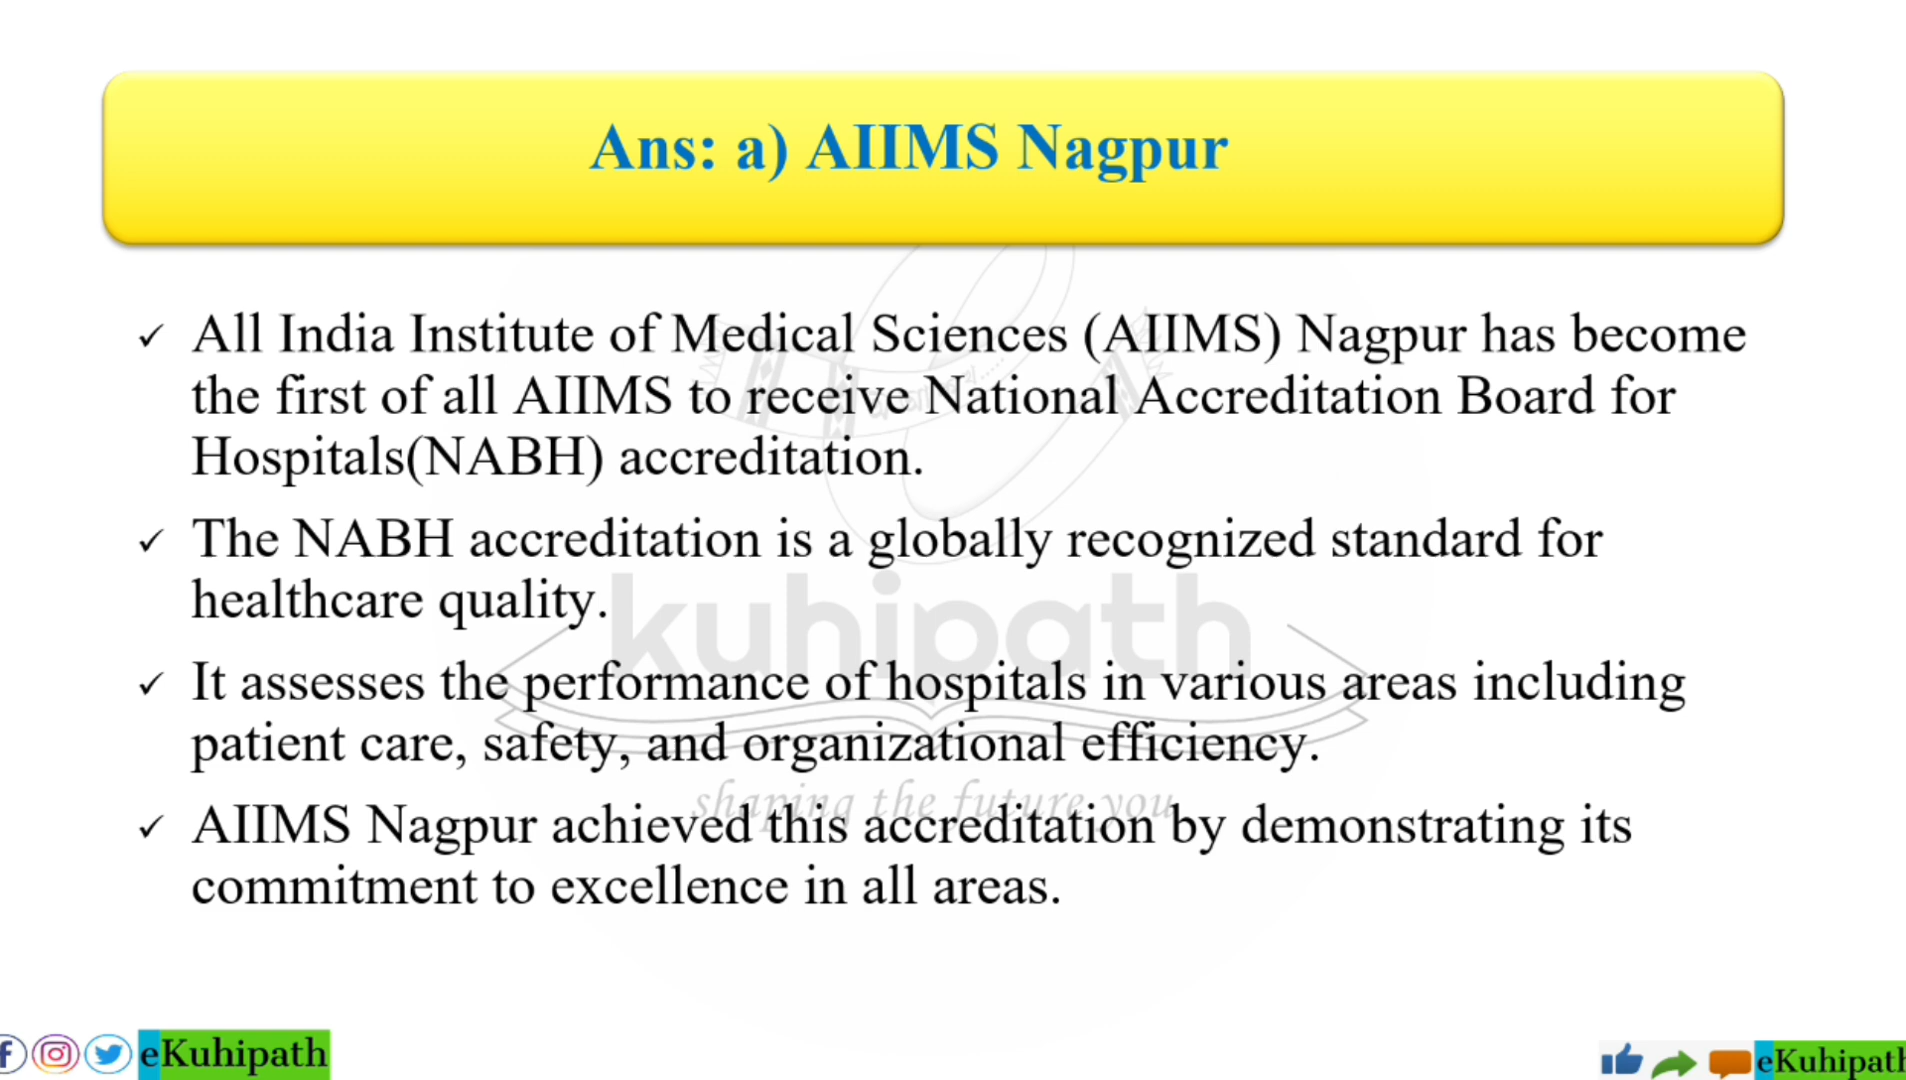 Ans: a) AIIMS Nagpur
✓ All India Institute of Medical Sciences (AIIMS) Nagpur has become
the first of all AIIMS to receive National Accreditation Board for
Hospitals(NABH) accreditation.
✓ The NABH accreditation is a globally recognized standard for
healthcare quality.
✓ It assesses the performance of hospitals in various areas including
patient care, safety, and organizational efficiency.
✓ AIIMS Nagpur achieved this accreditation by demonstrating its
commitment to excellence in all areas.
kuhipath
shaping the future you
eKuhipath
eKuhipath